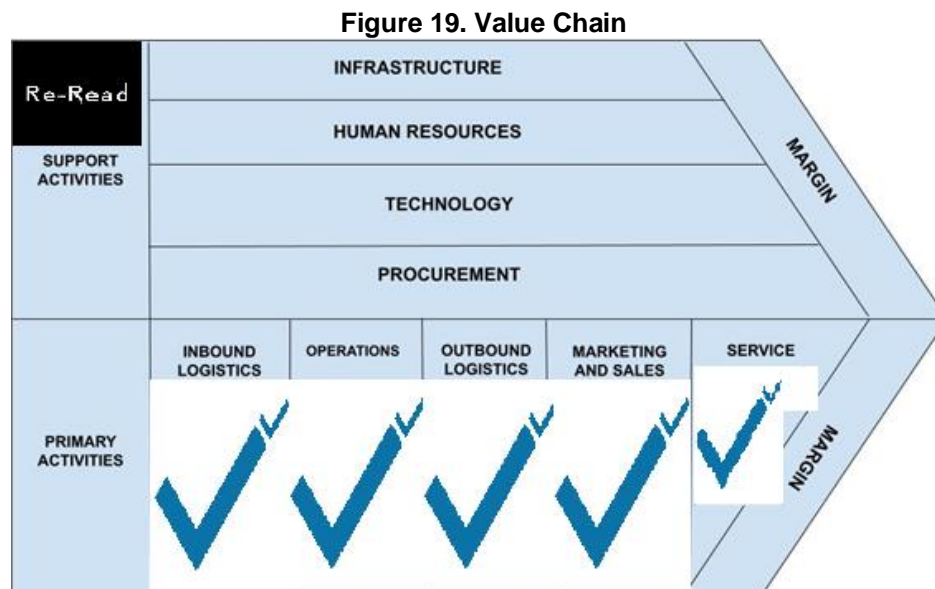 Figure 19. Value Chain
Re-Read
SUPPORT
ACTIVITIES
INFRASTRUCTURE
HUMAN RESOURCES
TECHNOLOGY
PROCUREMENT
MARGIN
PRIMARY
ACTIVITIES
INBOUND
LOGISTICS
OPERATIONS
OUTBOUND
LOGISTICS
MARKETING
AND SALES
SERVICE
MARGIN